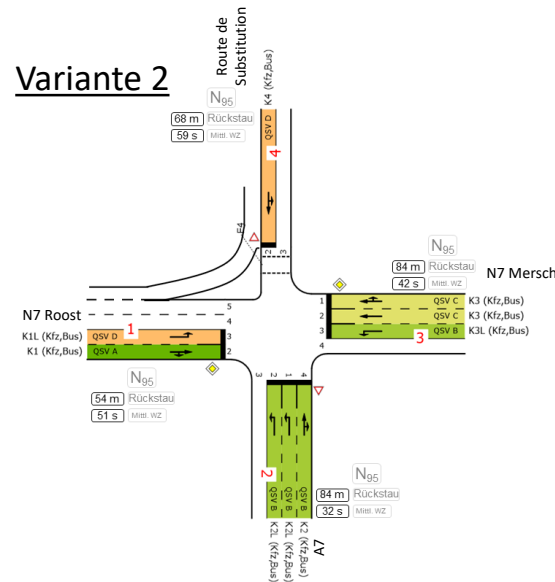 Variante 2
Route de
Substitution
K4 (Kfz,Bus)
N95
68 m Rückstau
59 s Mittl. WZ
QSV D
4
F4
2
3
N95
84 m Rückstau
42 s Mittl. WZ
N7 Mersch
1
QSV C
K3 (Kfz,Bus)
2
QSV C
K3 (Kfz,Bus)
3
QSV B
K3L (Kfz,Bus)
4
3
N7 Roost
5
4
1
K1L (Kfz,Bus)
QSV D
3
K1 (Kfz,Bus)
QSV A
2
N95
54 m Rückstau
51 s Mittl. WZ
3
2
1
4
2
QSV B
QSV B
QSV B
K2L (Kfz,Bus)
K2L (Kfz,Bus)
K2 (Kfz,Bus)
A7
N95
84 m Rückstau
32 s Mittl. WZ